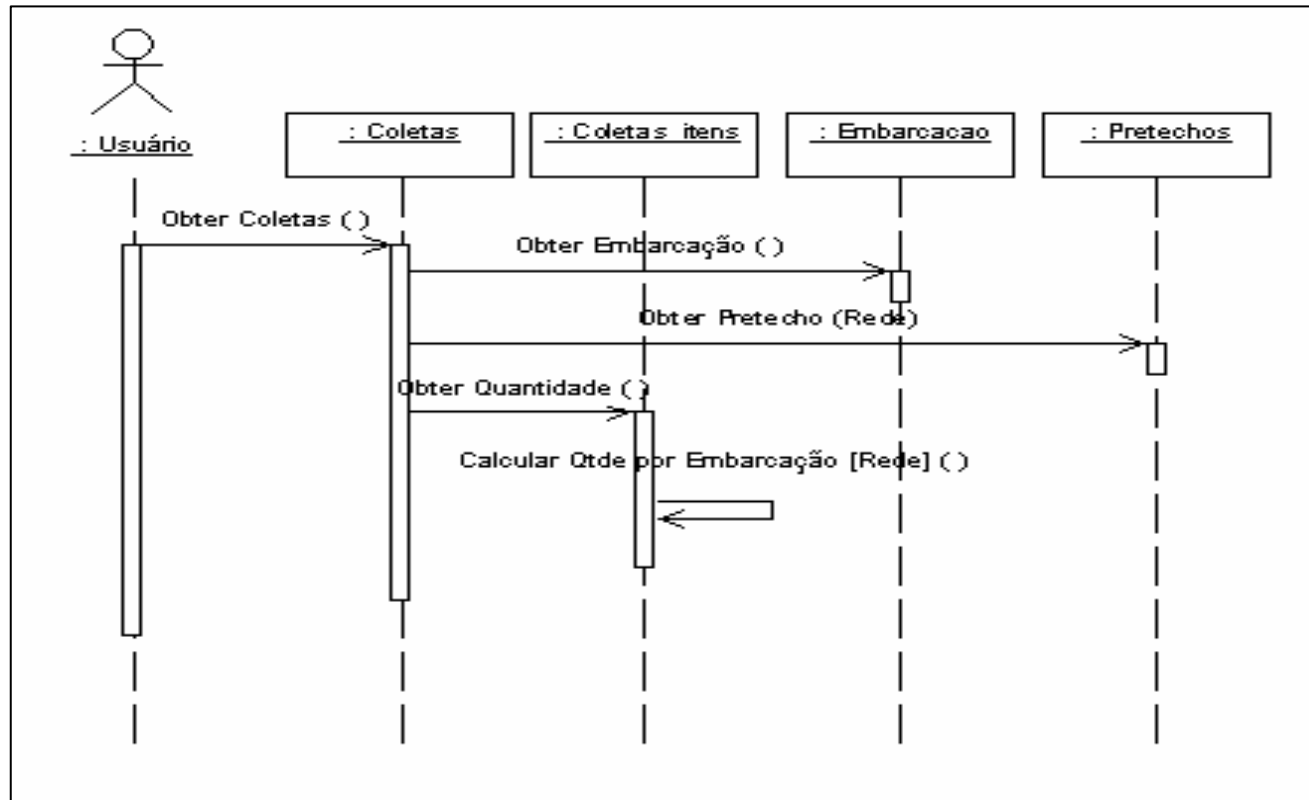 : Usuário
: Coletas
: Coletas itens
: Embarcacao
: Pretechos
Obter Coletas ( )
Obter Embarcação ( )
Obter Pretecho (Rede)
Obter Quantidade ( )
Calcular Qtde por Embarcação [Rede] ( )